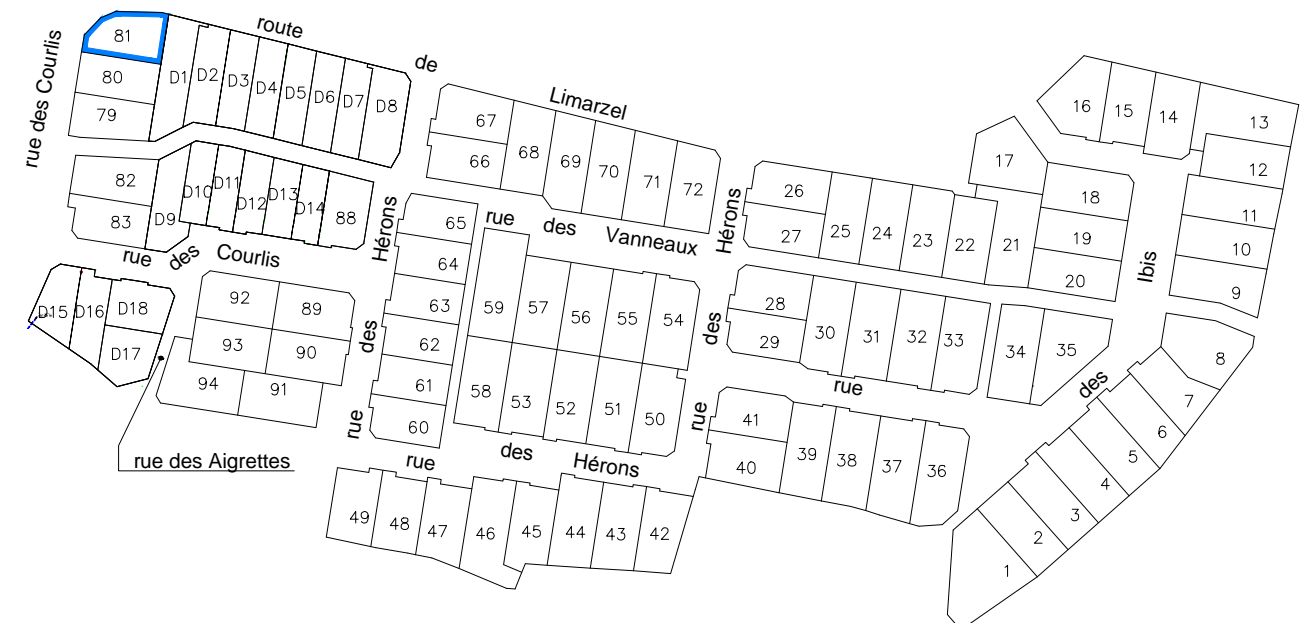 route
de
Limarzel
rue des Courlis
81
80
79
D1
D2
D3
D4
D5
D6
D7
D8
82
83
D9
D10
D11
D12
D13
D14
88
rue des Courlis
D15
D16
D18
D17
92
89
93
90
94
91
rue des Aigrettes
67
66
68
69
70
71
72
rue des Hérons
65
64
63
62
61
60
rue des Vanneaux
59
57
56
55
54
58
53
52
51
50
rue des Hérons
49
48
47
46
45
44
43
42
rue des Hérons
26
27
25
24
23
22
21
28
29
30
31
32
33
34
35
41
40
39
38
37
36
rue des Ibis
16
15
14
13
12
11
10
9
17
18
19
20
8
7
6
5
4
3
2
1